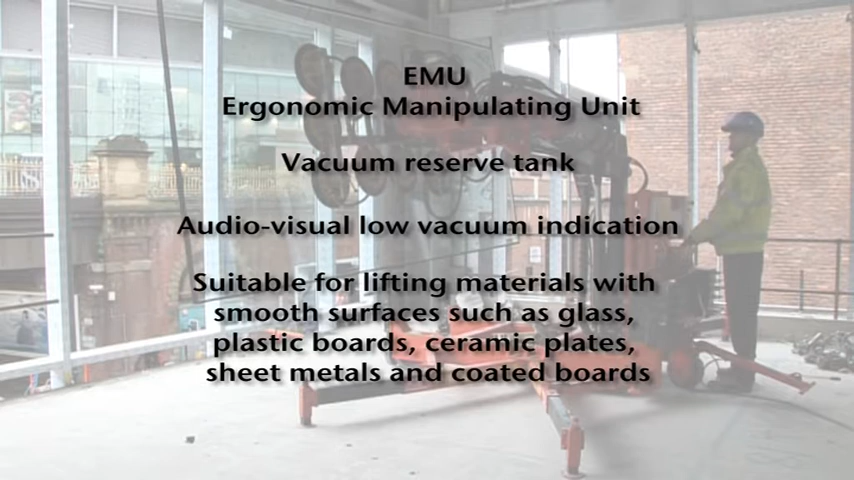 EMU
Ergonomic Manipulating Unit
Vacuum reserve tank
Audio-visual low vacuum indication
Suitable for lifting materials with
smooth surfaces such as glass,
plastic boards, ceramic plates,
sheet metals and coated boards